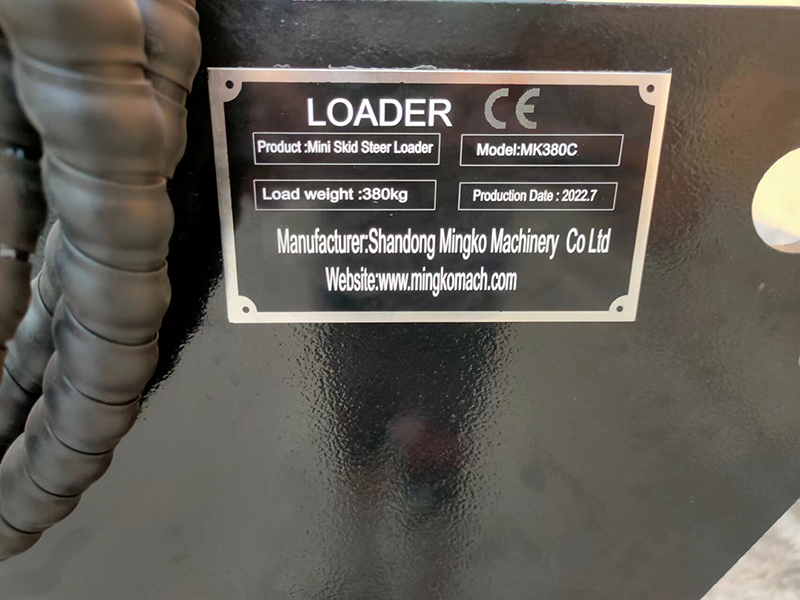 LOADER CE
Product :Mini Skid Steer Loader Model:MK380C
Load weight :380kg Production Date : 2022.7
Manufacturer:Shandong Mingko Machinery Co Ltd
Website:www.mingkomach.com